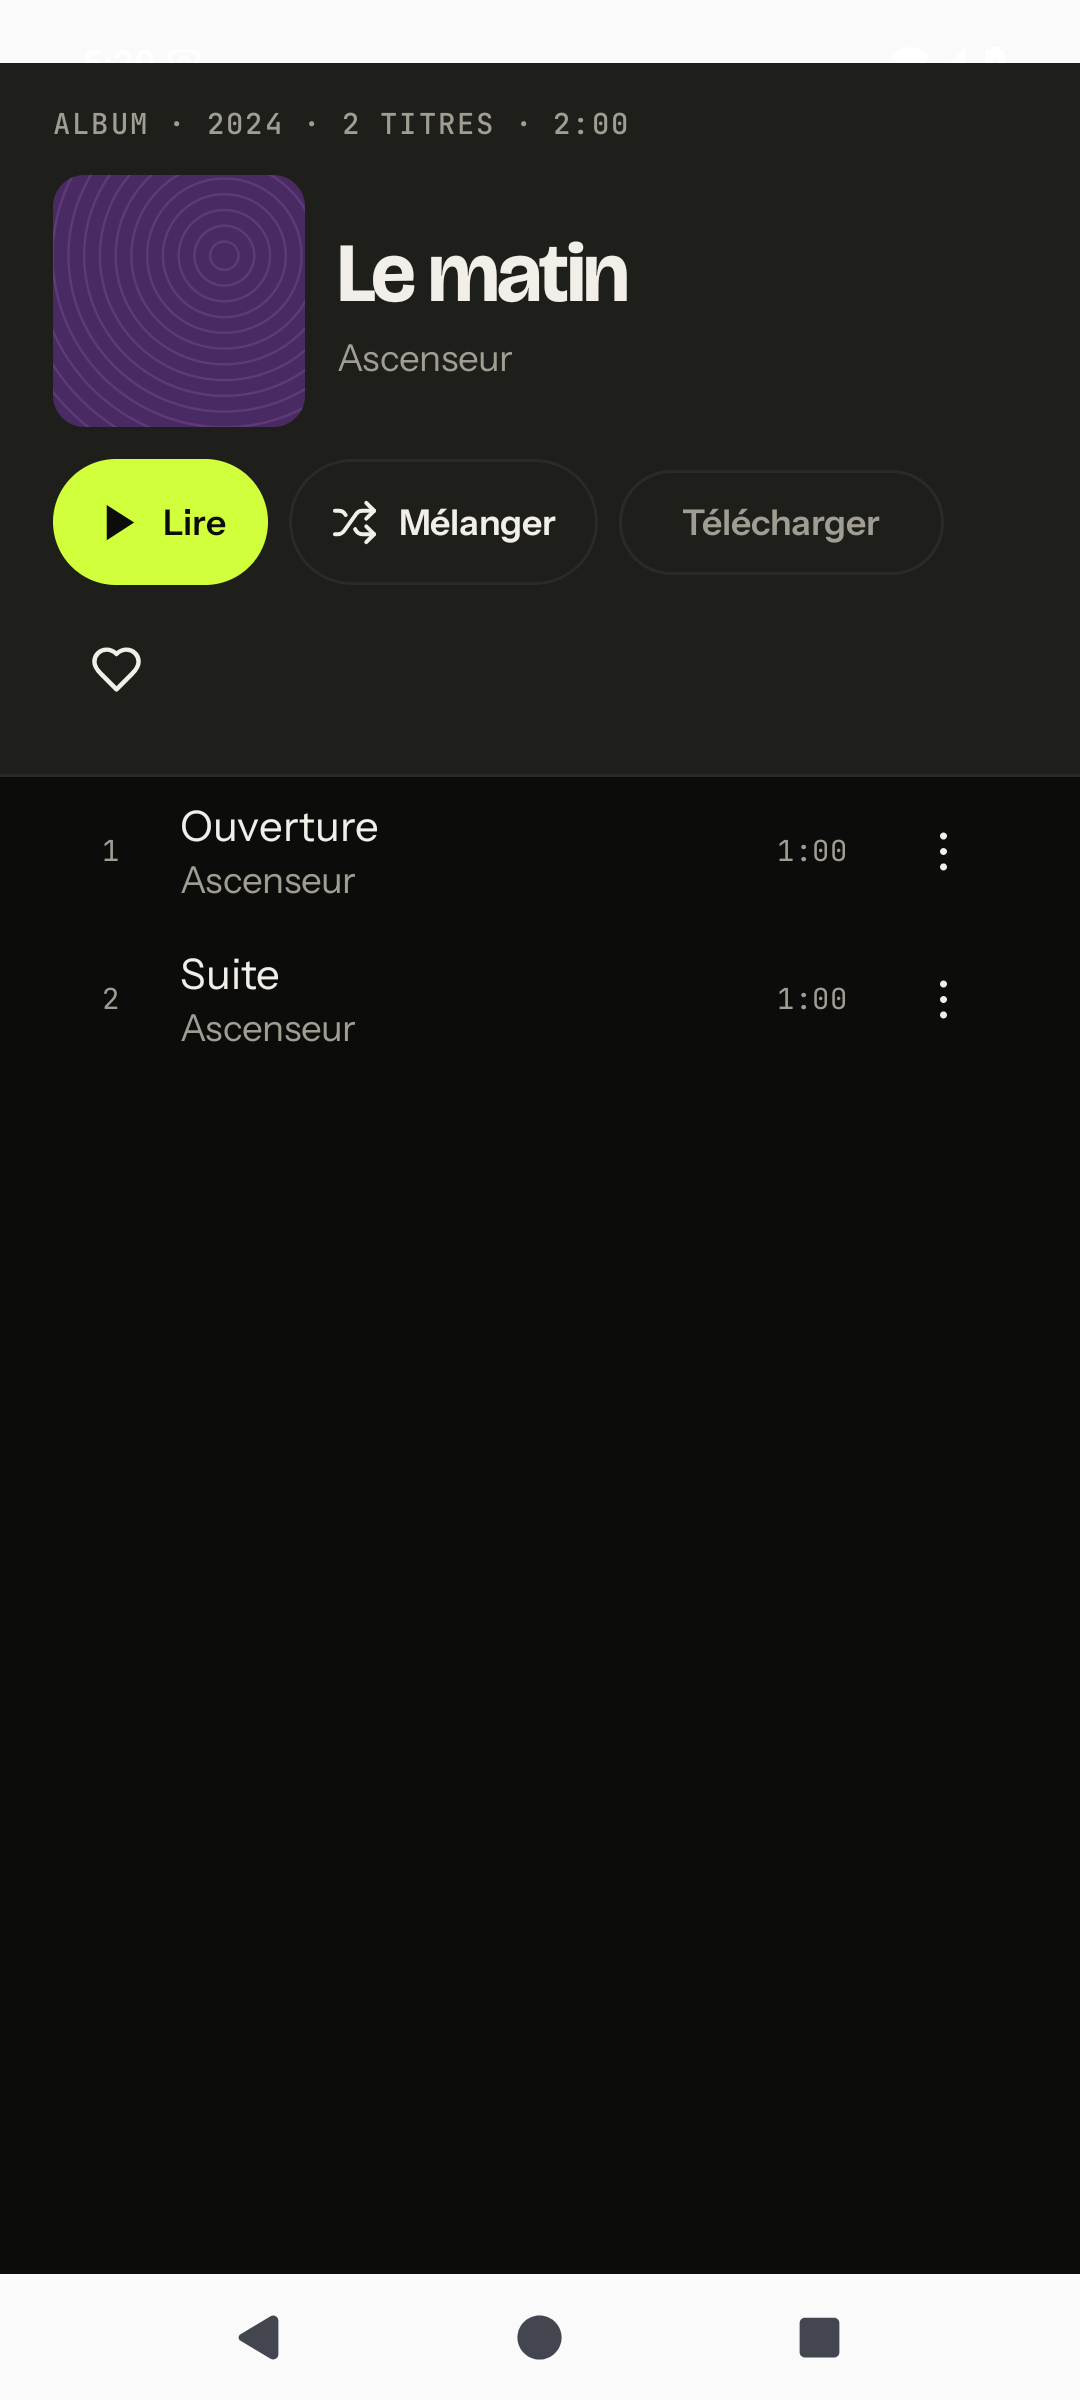 ALBUM · 2024 · 2 TITRES · 2:00
Le matin
Ascenseur
Lire
Mélanger
Télécharger
1 Ouverture 1:00
Ascenseur
2 Suite 1:00
Ascenseur